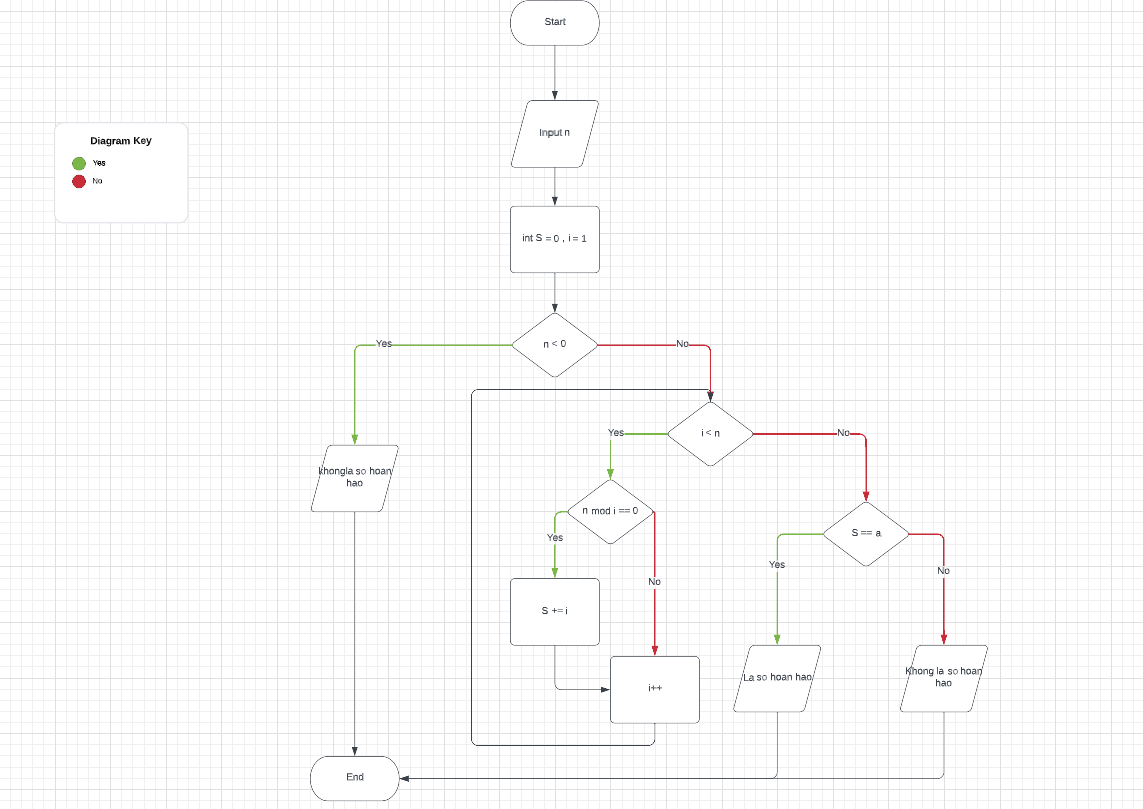 Start
Diagram Key
Yes
No
Input n
int S = 0 , i = 1
n < 0
Yes
No
i < n
Yes
No
khongla so hoan
hao
n mod i == 0
Yes
No
S == a
Yes
No
S += i
i++
La so hoan hao
Khong la so hoan
hao
End